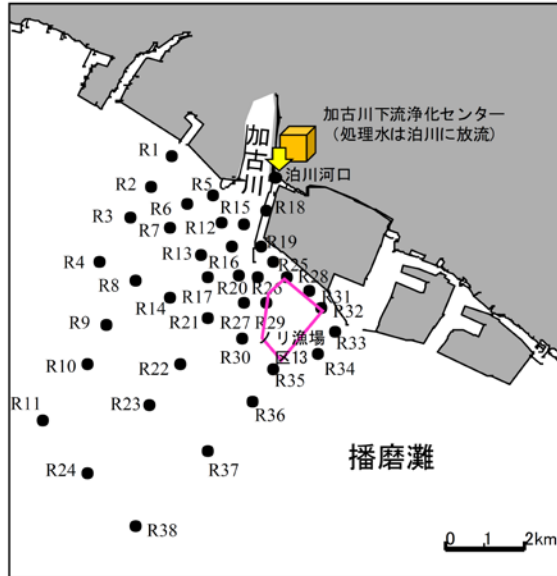 加古川下流浄化センター
（処理水は泊川に放流）
加古川
泊川河口
R1
R2
R5
R18
R3
R6
R15
R7
R12
R19
R4
R13
R16
R25
R8
R28
R14
R17
R20
R26
R31
R32
R9
R21
R27
R29
R33
R30
ノリ漁場
区13
R34
R10
R22
R35
R11
R23
R36
播磨灘
R24
R37
R38
0 1 2km